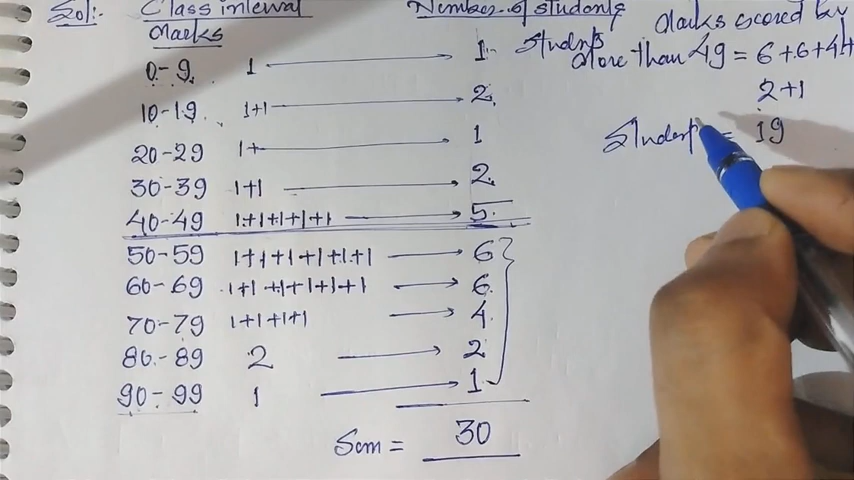 Sol:- Class interval Number of students
Marks
0-9 1 1
10-19 1+1 2
20-29 1+ 1
30-39 1+1 2
40-49 1+1+1+1+1 5
50-59 1+1+1+1+1+1 6
60-69 1+1+1+1+1+1 6
70-79 1+1+1+1 4
80-89 2 2
90-99 1 1
Sum = 30
Marks scored by
Students
More than 49 = 6+6+4+
2+1
Students = 19